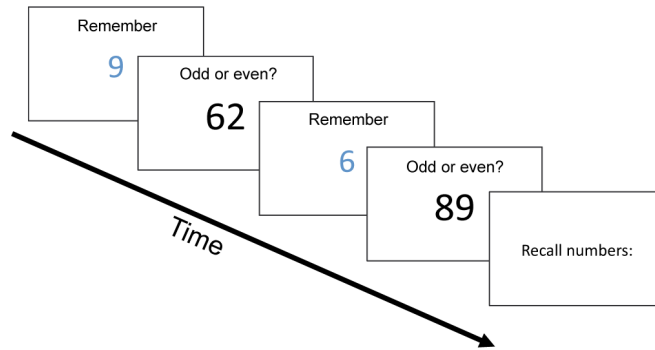 Remember
9
Odd or even?
62
Remember
6
Odd or even?
89
Recall numbers:
Time